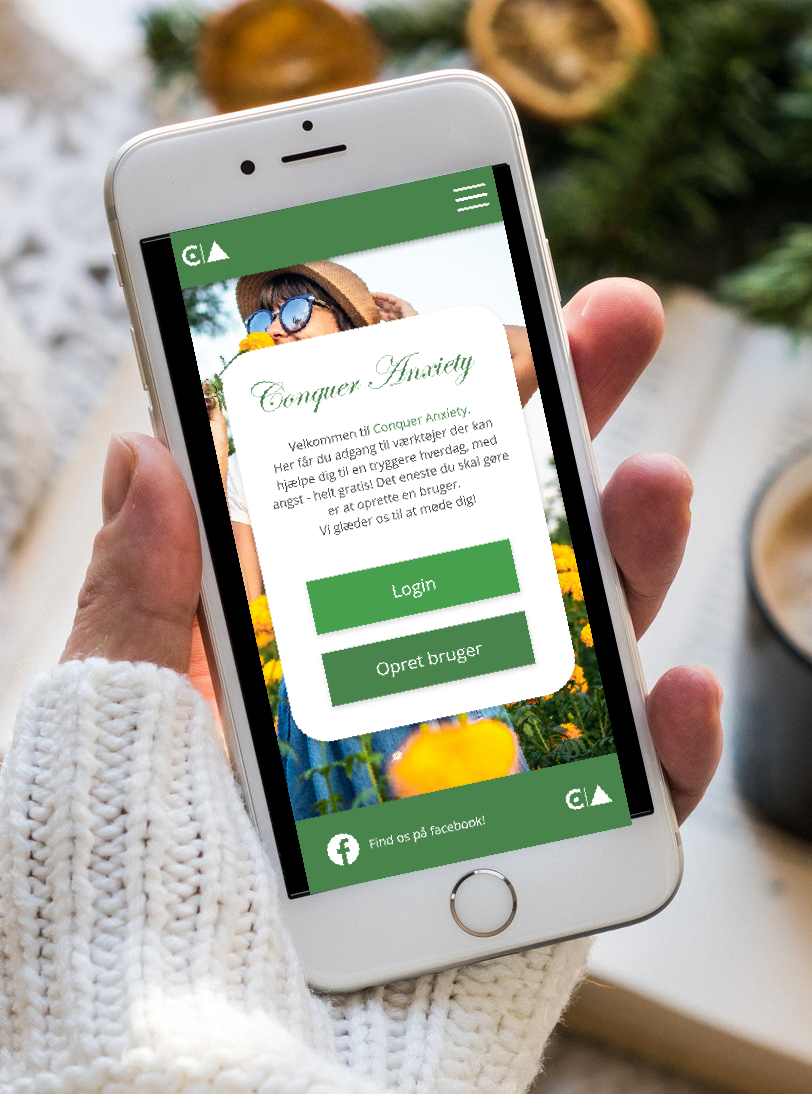 C|A
Conquer Anxiety
Velkommen til Conquer Anxiety.
Her får du adgang til værktøjer der kan
hjælpe dig til en tryggere hverdag, med
angst - helt gratis! Det eneste du skal gøre
er at oprette en bruger.
Vi glæder os til at møde dig!
Login
Opret bruger
Find os på facebook!
C|A